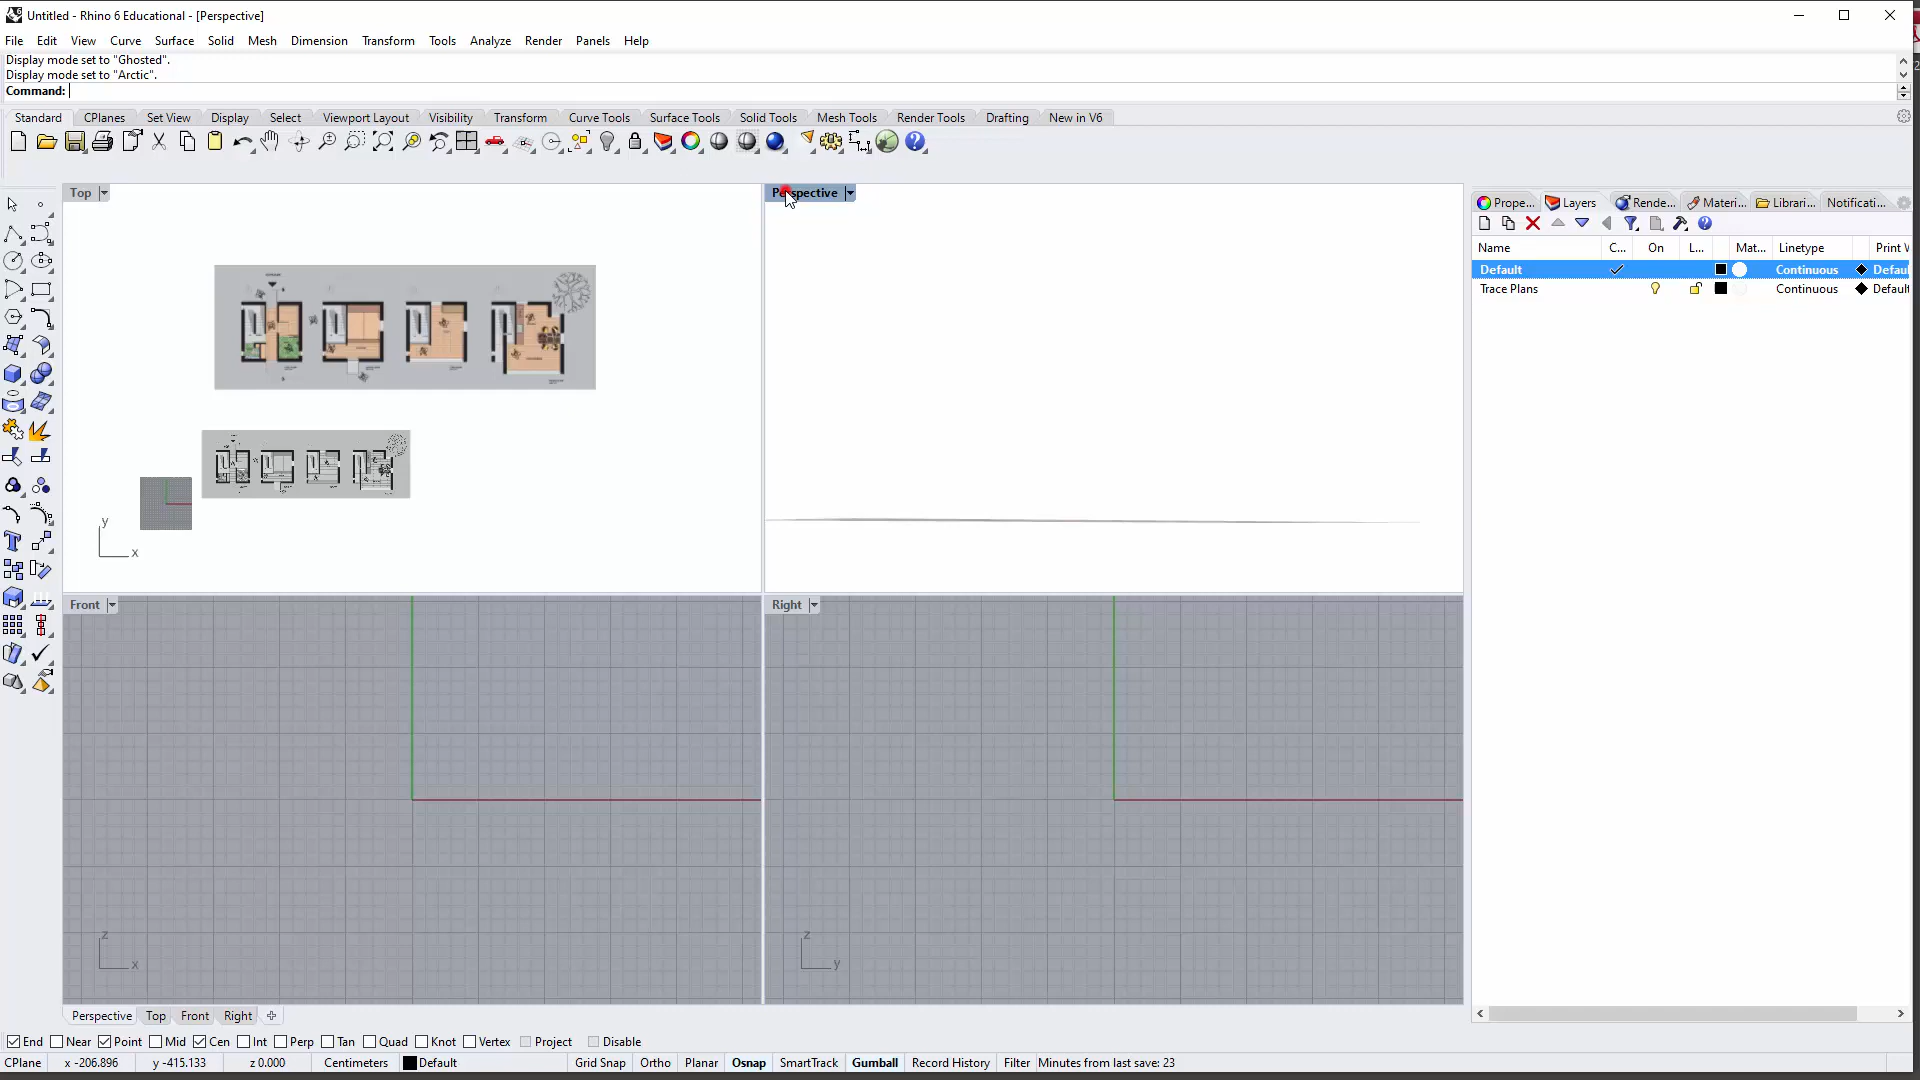 Untitled - Rhino 6 Educational - [Perspective]
File Edit View Curve Surface Solid Mesh Dimension Transform Tools Analyze Render Panels Help
Display mode set to "Ghosted".
Display mode set to "Arctic".
Command:
Standard CPlanes Set View Display Select Viewport Layout Visibility Transform Curve Tools Surface Tools Solid Tools Mesh Tools Render Tools Drafting New in V6
Top
Perspective
Prope... Layers Rende... Materi... Librari... Notificati...
Name C... On L... Mat... Linetype Print V
Default Continuous Defaul
Trace Plans Continuous Default
y
x
Front
Right
z
x
z
y
Perspective Top Front Right
End Near Point Mid Cen Int Perp Tan Quad Knot Vertex Project Disable
CPlane x -206.896 y -415.133 z 0.000 Centimeters Default Grid Snap Ortho Planar Osnap SmartTrack Gumball Record History Filter Minutes from last save: 23